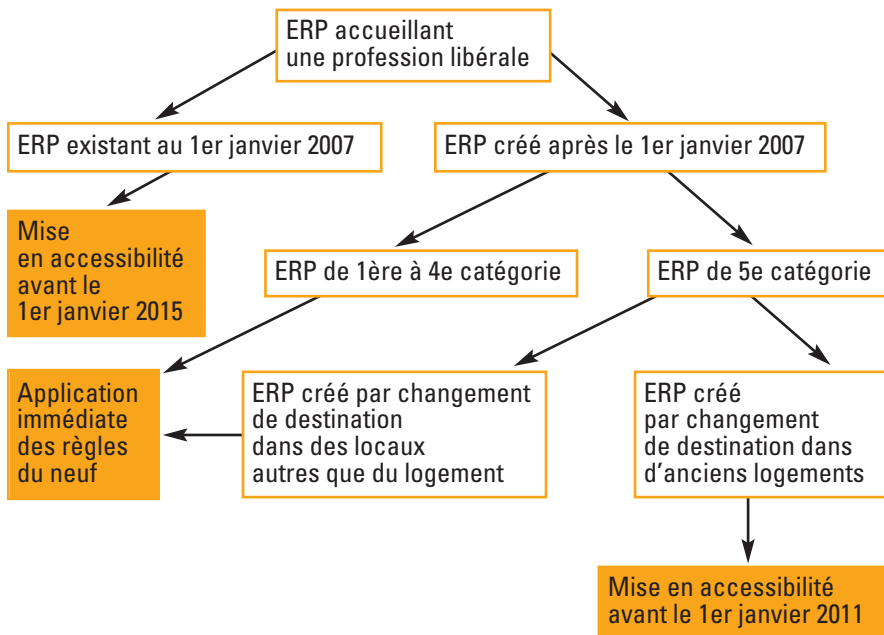 ERP accueillant
une profession libérale
ERP existant au 1er janvier 2007
ERP créé après le 1er janvier 2007
Mise
en accessibilité
avant le
1er janvier 2015
ERP de 1ère à 4e catégorie
ERP de 5e catégorie
Application
immédiate
des règles
du neuf
ERP créé par changement
de destination
dans des locaux
autres que du logement
ERP créé
par changement
de destination dans
d'anciens logements
Mise en accessibilité
avant le 1er janvier 2011